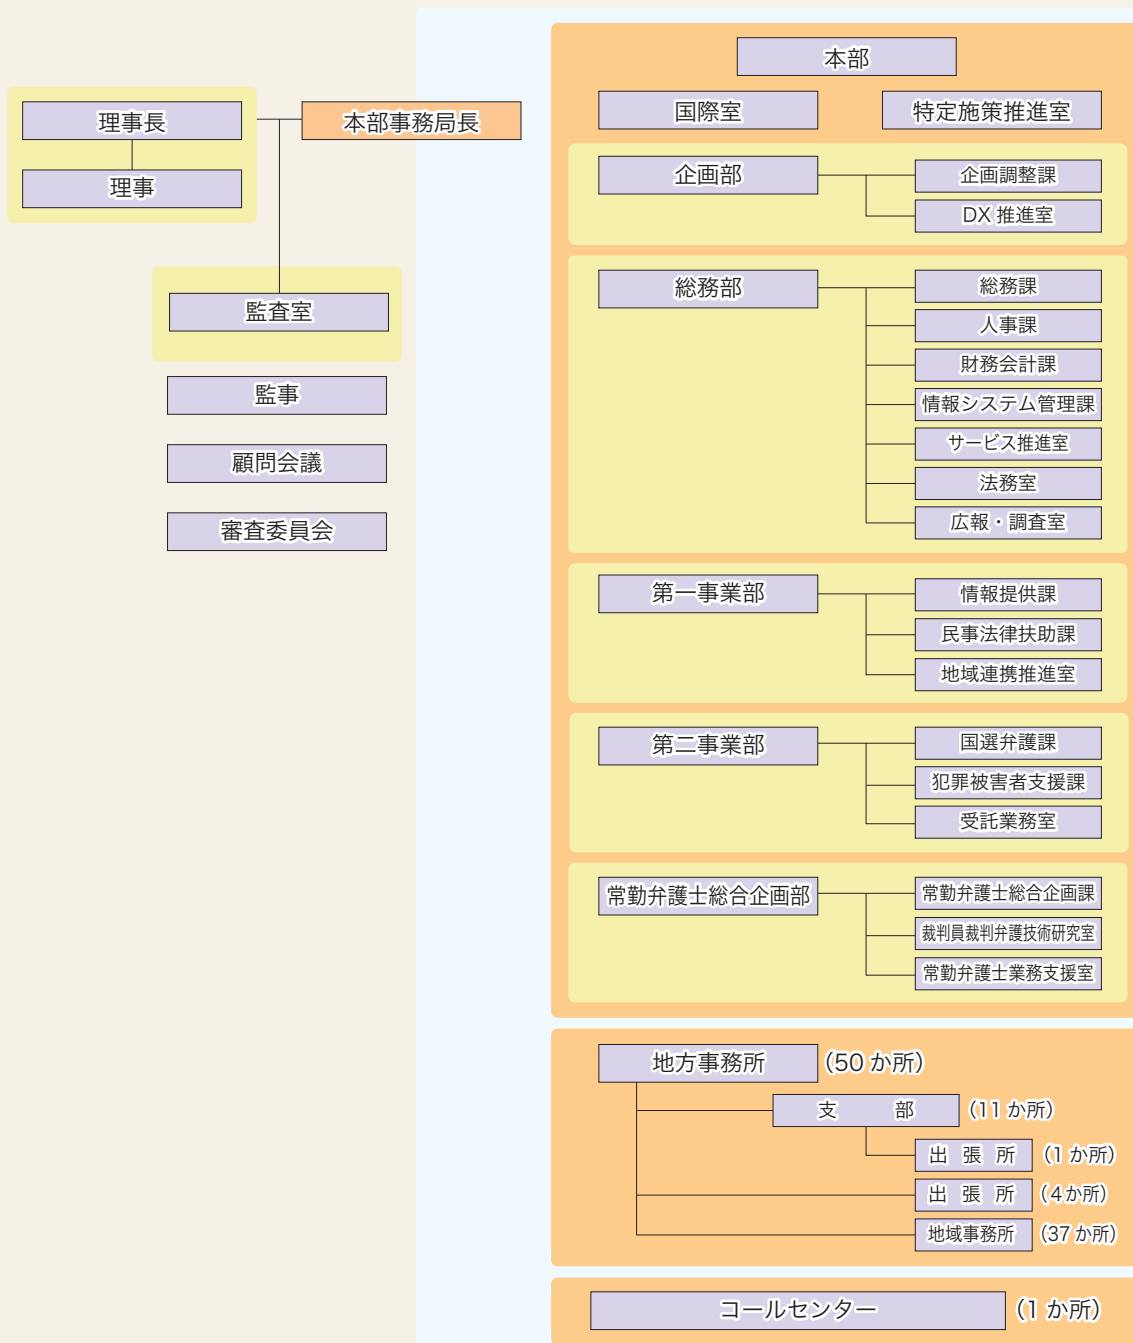 理事長
理事
本部事務局長
監査室
監事
顧問会議
審査委員会
本部
国際室
特定施策推進室
企画部
企画調整課
DX 推進室
総務部
総務課
人事課
財務会計課
情報システム管理課
サービス推進室
法務室
広報・調査室
第一事業部
情報提供課
民事法律扶助課
地域連携推進室
第二事業部
国選弁護課
犯罪被害者支援課
受託業務室
常勤弁護士総合企画部
常勤弁護士総合企画課
裁判員裁判弁護技術研究室
常勤弁護士業務支援室
地方事務所 (50 か所)
支 部 (11 か所)
出 張 所 (1 か所)
出 張 所 (4 か所)
地域事務所 (37 か所)
コールセンター (1 か所)